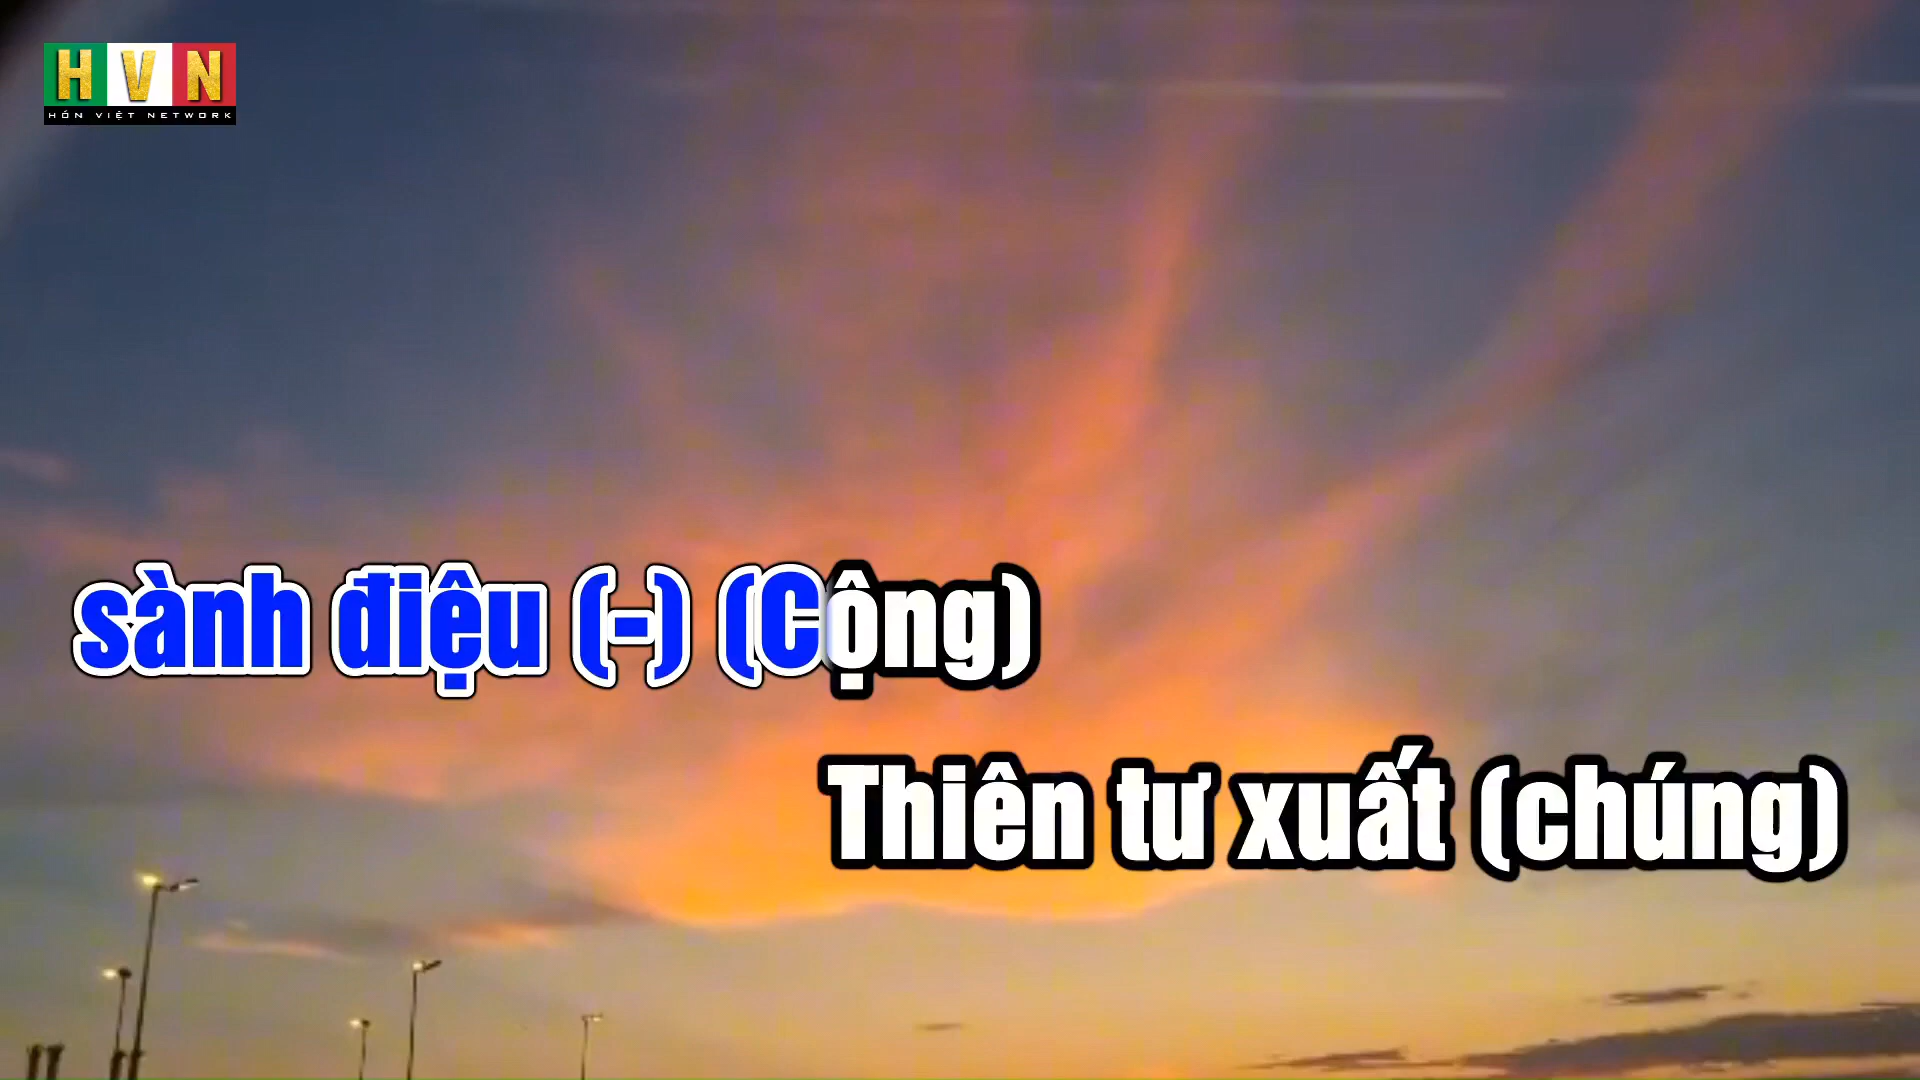 HVN
HỒN VIỆT NETWORK
sành điệu (-) (Cộng)
Thiên tư xuất (chúng)